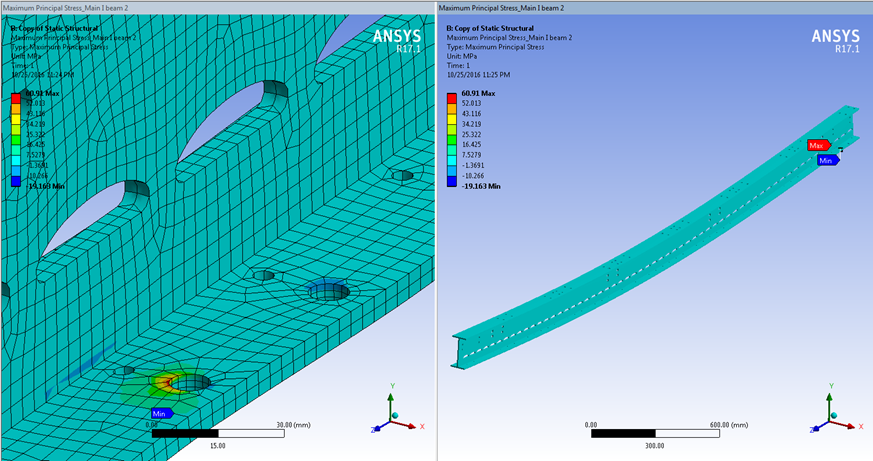 Maximum Principal Stress_Main I beam 2
B: Copy of Static Structural
Maximum Principal Stress_Main I beam 2
Type: Maximum Principal Stress
Unit: MPa
Time: 1
10/25/2016 11:24 PM
60.91 Max
52.013
43.116
34.219
25.322
16.425
7.5279
-1.3691
-10.266
-19.163 Min
ANSYS
R17.1
Min
0.00
30.00 (mm)
15.00
Y
Z
X
Maximum Principal Stress_Main I beam 2
B: Copy of Static Structural
Maximum Principal Stress_Main I beam 2
Type: Maximum Principal Stress
Unit: MPa
Time: 1
10/25/2016 11:25 PM
60.91 Max
52.013
43.116
34.219
25.322
16.425
7.5279
-1.3691
-10.266
-19.163 Min
ANSYS
R17.1
Max
Min
0.00
600.00 (mm)
300.00
Y
Z
X